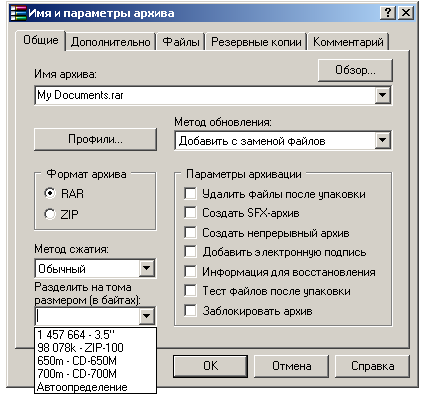 Имя и параметры архива
Общие
Дополнительно
Файлы
Резервные копии
Комментарий
Имя архива:
Обзор...
My Documents.rar
Метод обновления:
Профили...
Добавить с заменой файлов
Формат архива
RAR
ZIP
Параметры архивации
Удалить файлы после упаковки
Создать SFX-архив
Создать непрерывный архив
Добавить электронную подпись
Информация для восстановления
Тест файлов после упаковки
Заблокировать архив
Метод сжатия:
Обычный
Разделить на тома
размером (в байтах):
1 457 664 - 3.5"
98 078k - ZIP-100
650m - CD-650M
700m - CD-700M
Автоопределение
OK
Отмена
Справка